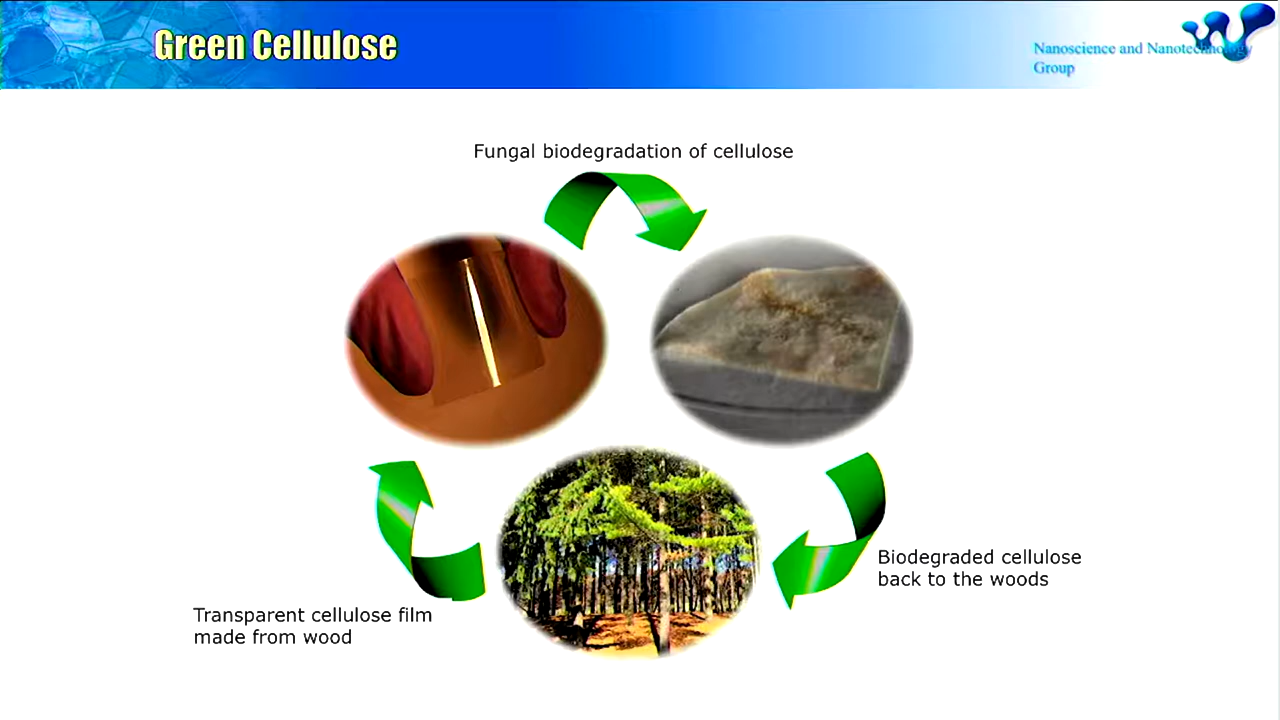 Green Cellulose
Nanoscience and Nanotechnology
Group
Fungal biodegradation of cellulose
Biodegraded cellulose
back to the woods
Transparent cellulose film
made from wood